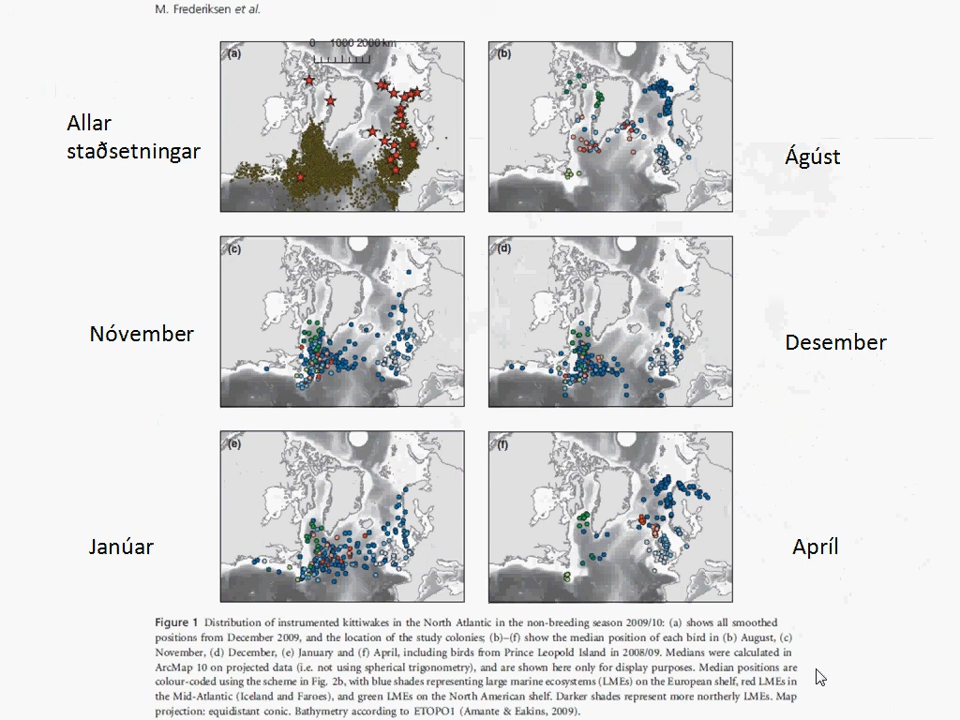 M. Frederiksen et al.
0 1000 2000 km
(a)
(b)
Allar
staðsetningar
Ágúst
(c)
(d)
Nóvember
Desember
(e)
(f)
Janúar
Apríl
Figure 1 Distribution of instrumented kittiwakes in the North Atlantic in the non-breeding season 2009/10: (a) shows all smoothed
positions from December 2009, and the location of the study colonies; (b)–(f) show the median position of each bird in (b) August, (c)
November, (d) December, (e) January and (f) April, including birds from Prince Leopold Island in 2008/09. Medians were calculated in
ArcMap 10 on projected data (i.e. not using spherical trigonometry), and are shown here only for display purposes. Median positions are
colour-coded using the scheme in Fig. 2b, with blue shades representing large marine ecosystems (LMEs) on the European shelf, red LMEs in
the Mid-Atlantic (Iceland and Faroes), and green LMEs on the North American shelf. Darker shades represent more northerly LMEs. Map
projection: equidistant conic. Bathymetry according to ETOPO1 (Amante & Eakins, 2009).